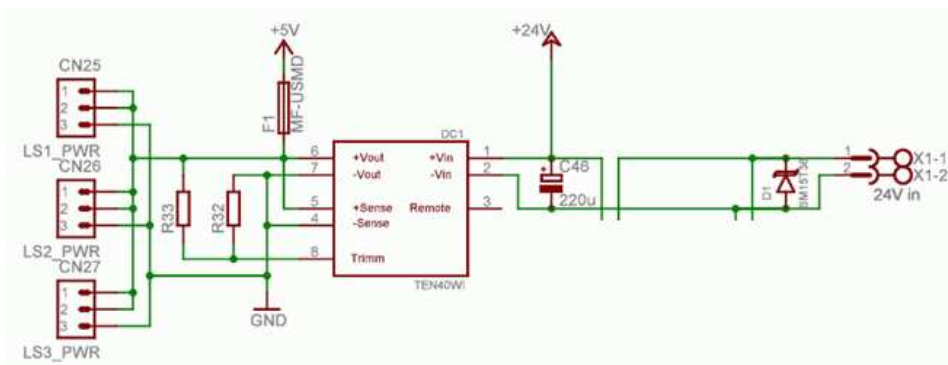 +5V
+24V
CN25
1
2
3
LS1_PWR
F1
MF-USMD
DC1
6
+Vout
+Vin
1
7
-Vout
-Vin
2
5
+Sense
Remote
3
4
-Sense
8
Trimm
TEN40WI
C46
220u
D1
SM15T36
1
2
X1-1
X1-2
24V in
CN26
1
2
3
LS2_PWR
R33
R32
CN27
1
2
3
LS3_PWR
GND